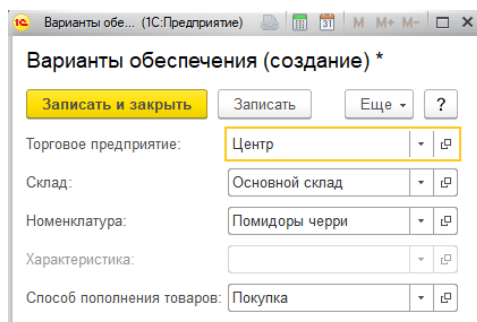 1С Варианты обе... (1С:Предприятие) 31 M M+ M-
Варианты обеспечения (создание) *
Записать и закрыть Записать Еще ?
Торговое предприятие: Центр
Склад: Основной склад
Номенклатура: Помидоры черри
Характеристика:
Способ пополнения товаров: Покупка